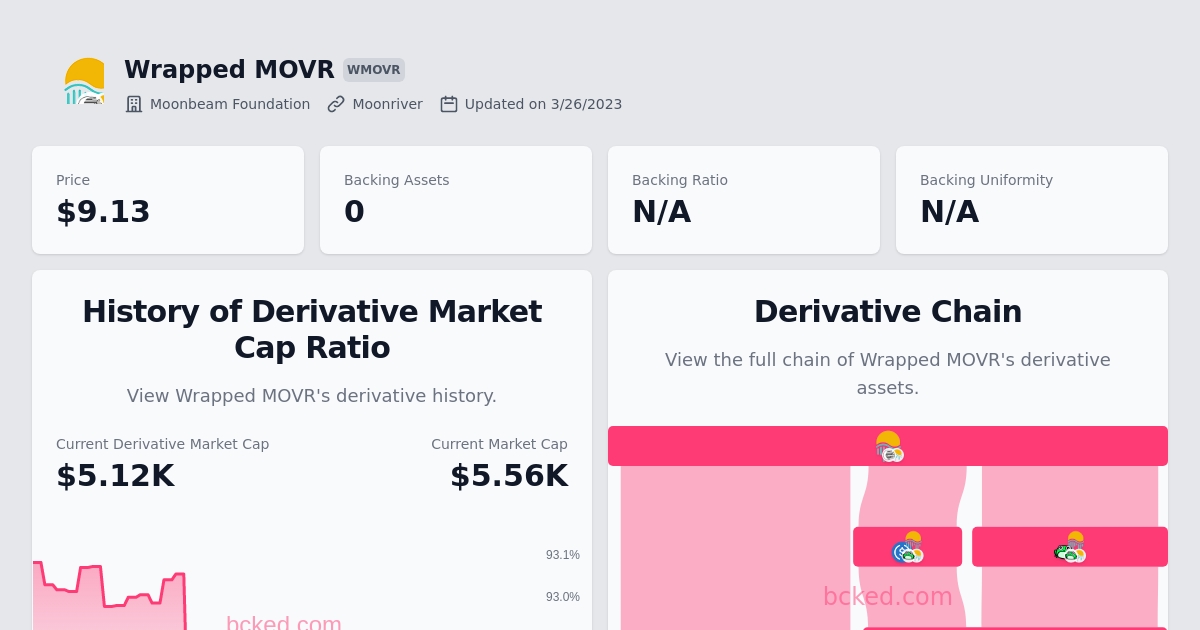 Wrapped MOVR WMOVR
Moonbeam Foundation Moonriver Updated on 3/26/2023
Price
$9.13
Backing Assets
0
Backing Ratio
N/A
Backing Uniformity
N/A
History of Derivative Market
Cap Ratio
View Wrapped MOVR's derivative history.
Current Derivative Market Cap
$5.12K
Current Market Cap
$5.56K
93.1%
93.0%
bcked.com
Derivative Chain
View the full chain of Wrapped MOVR's derivative
assets.
bcked.com